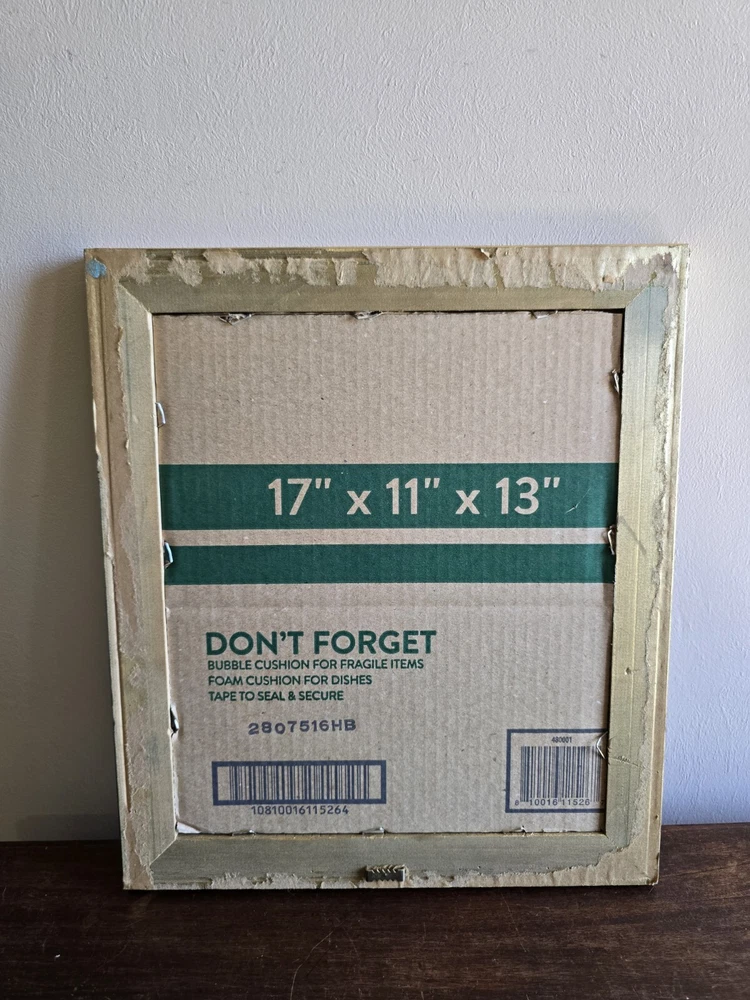 17" x 11" x 13"
DON'T FORGET
BUBBLE CUSHION FOR FRAGILE ITEMS
FOAM CUSHION FOR DISHES
TAPE TO SEAL & SECURE
2807516HB
10810016115264